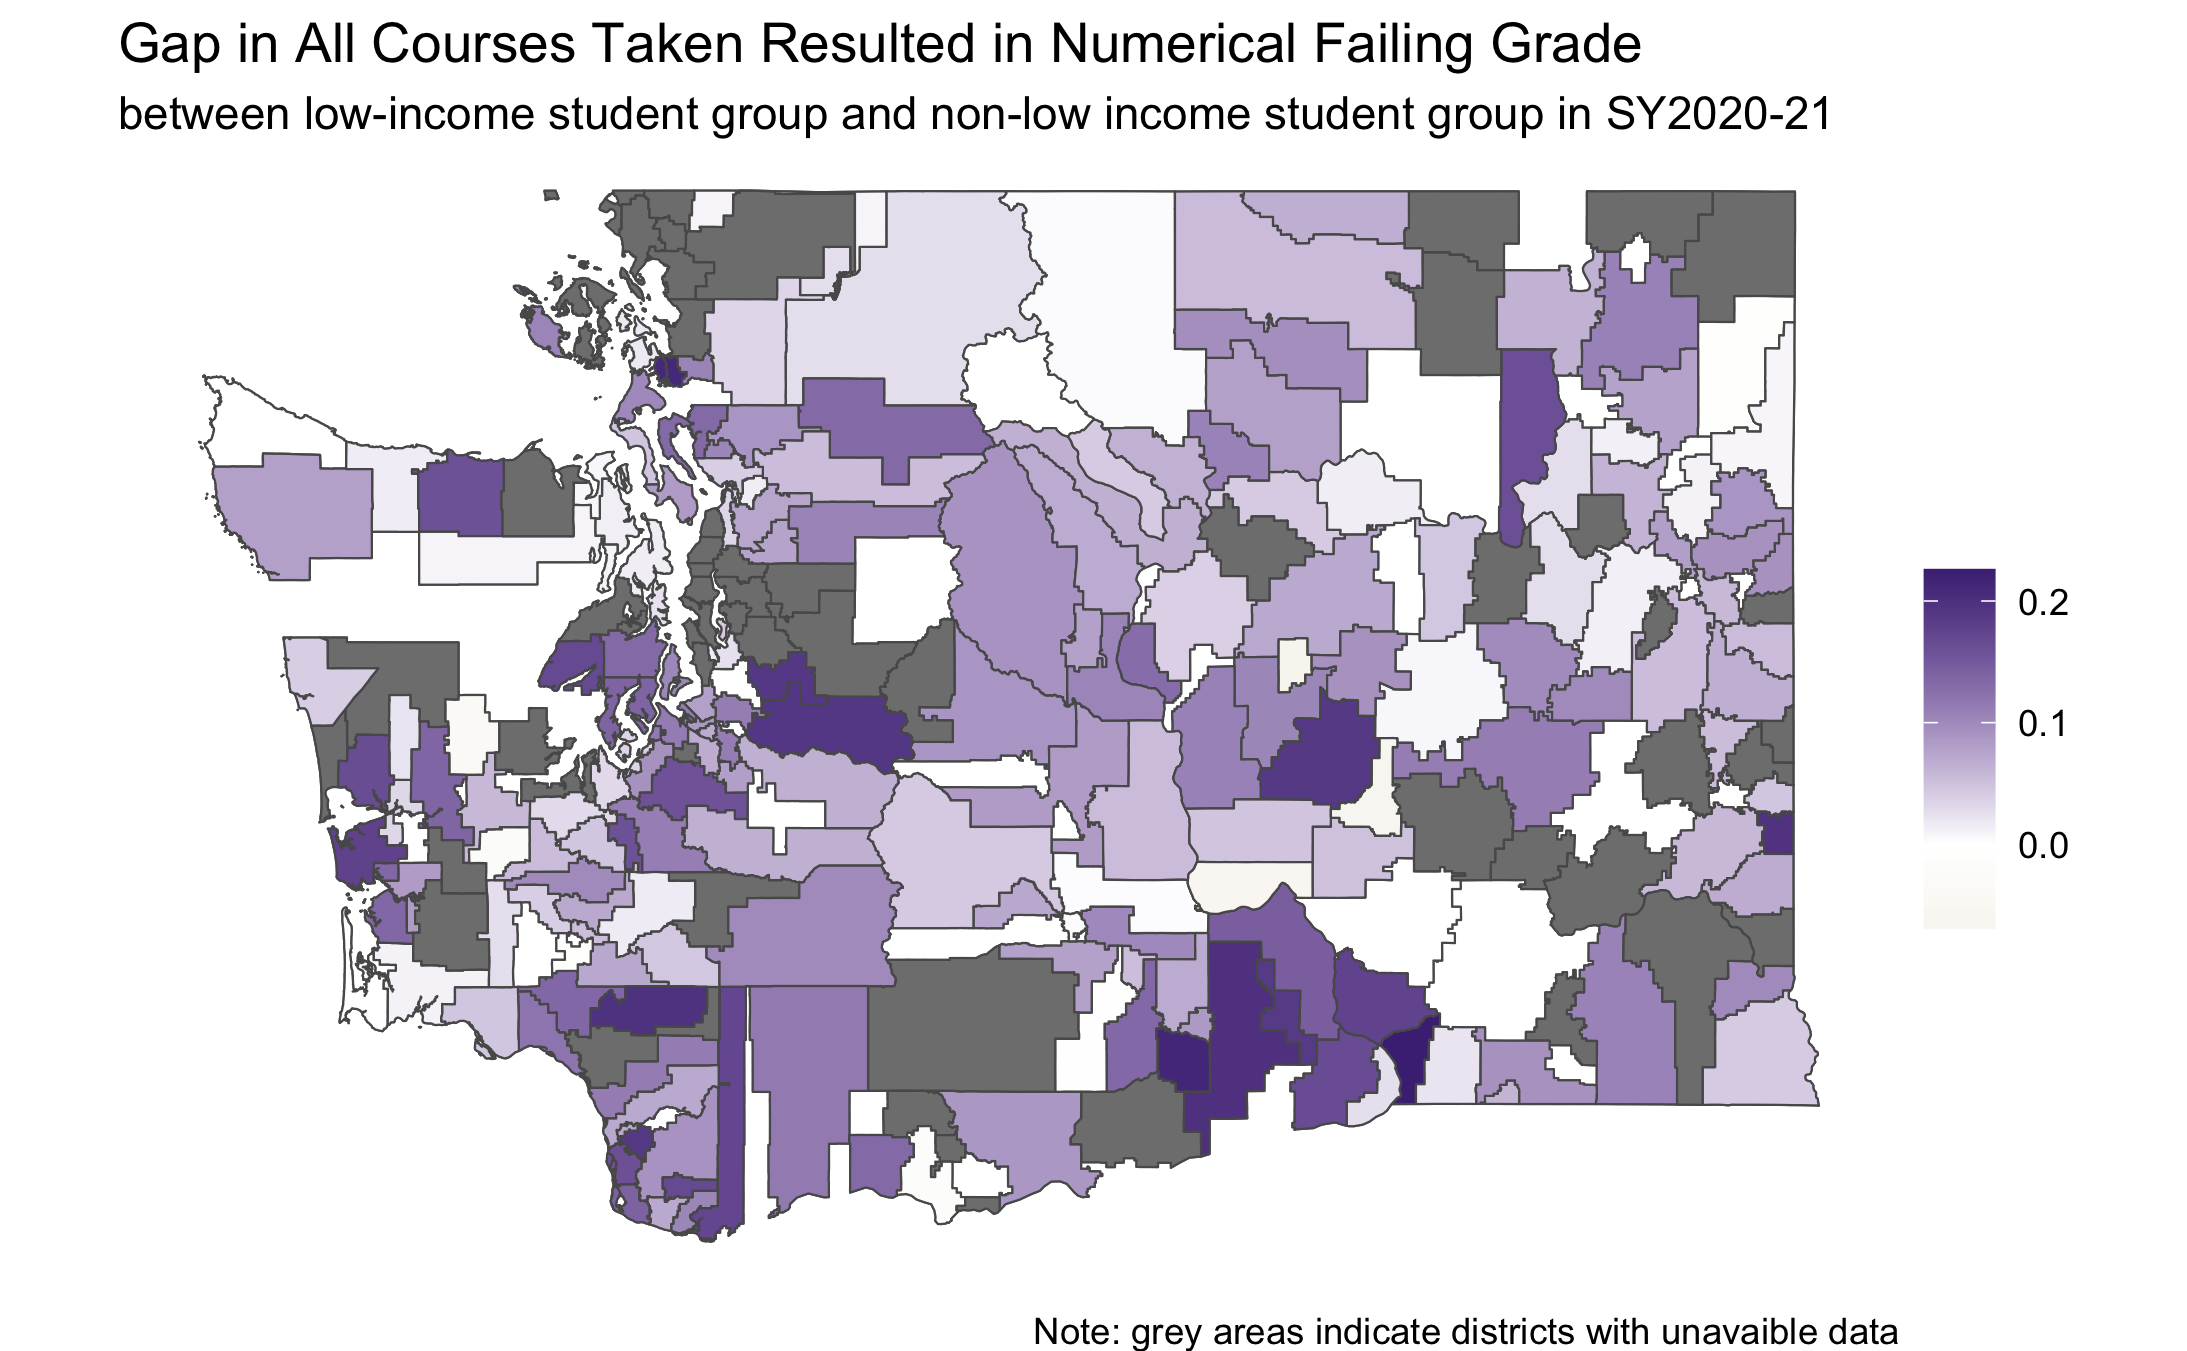 Gap in All Courses Taken Resulted in Numerical Failing Grade
between low-income student group and non-low income student group in SY2020-21
0.2
0.1
0.0
Note: grey areas indicate districts with unavaible data